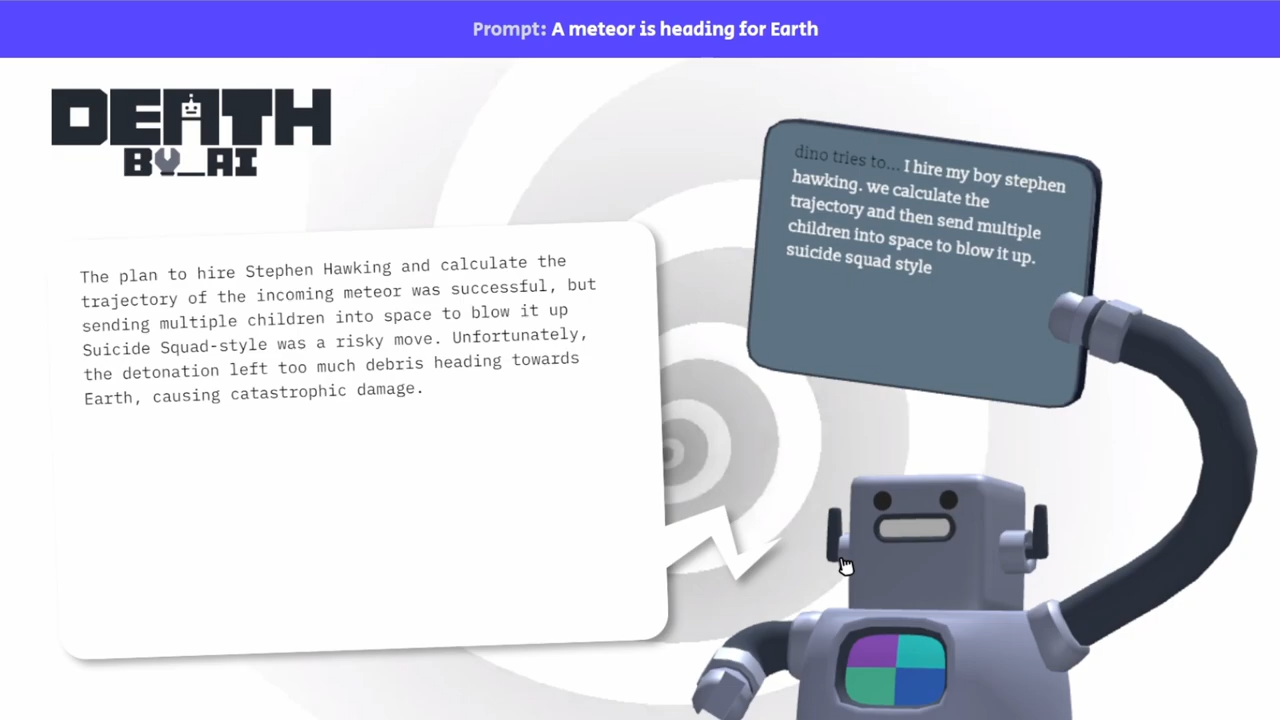 Prompt: A meteor is heading for Earth
DEATH
BY_AI
dino tries to... I hire my boy stephen
hawking. we calculate the
trajectory and then send multiple
children into space to blow it up.
suicide squad style
The plan to hire Stephen Hawking and calculate the
trajectory of the incoming meteor was successful, but
sending multiple children into space to blow it up
Suicide Squad-style was a risky move. Unfortunately,
the detonation left too much debris heading towards
Earth, causing catastrophic damage.